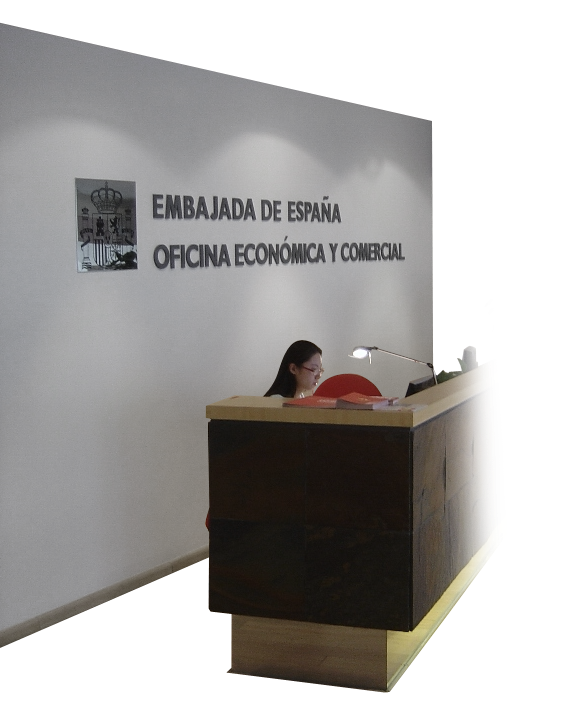 EMBAJADA DE ESPAÑA
OFICINA ECONÓMICA Y COMERCIAL